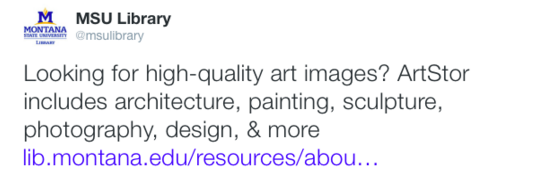 MSU Library
@msulibrary
M
MONTANA
STATE UNIVERSITY
LIBRARY
Looking for high-quality art images? ArtStor
includes architecture, painting, sculpture,
photography, design, & more
lib.montana.edu/resources/abou…